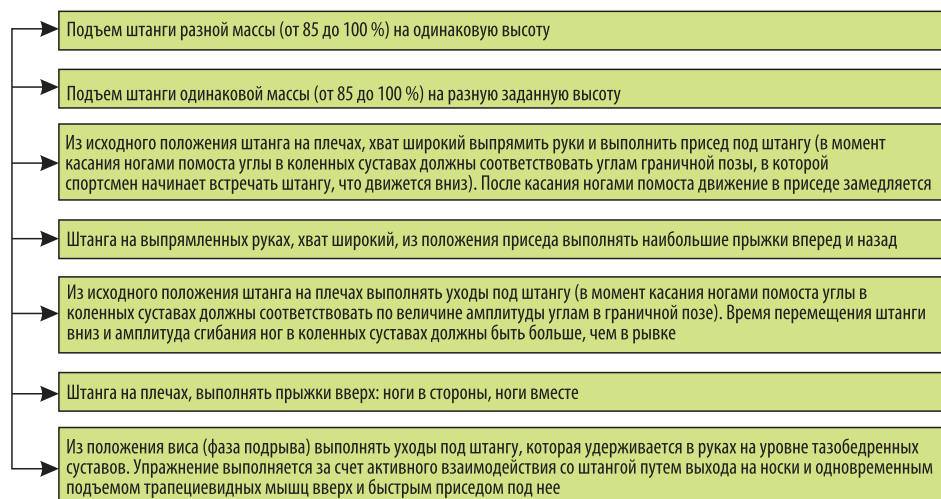 Подъем штанги разной массы (от 85 до 100 %) на одинаковую высоту
Подъем штанги одинаковой массы (от 85 до 100 %) на разную заданную высоту
Из исходного положения штанга на плечах, хват широкий выпрямить руки и выполнить присед под штангу (в момент
касания ногами помоста углы в коленных суставах должны соответствовать углам граничной позы, в которой
спортсмен начинает встречать штангу, что движется вниз). После касания ногами помоста движение в приседе замедляется
Штанга на выпрямленных руках, хват широкий, из положения приседа выполнять наибольшие прыжки вперед и назад
Из исходного положения штанга на плечах выполнять уходы под штангу (в момент касания ногами помоста углы в
коленных суставах должны соответствовать по величине амплитуды углам в граничной позе). Время перемещения штанги
вниз и амплитуда сгибания ног в коленных суставах должны быть больше, чем в рывке
Штанга на плечах, выполнять прыжки вверх: ноги в стороны, ноги вместе
Из положения виса (фаза подрыва) выполнять уходы под штангу, которая удерживается в руках на уровне тазобедренных
суставов. Упражнение выполняется за счет активного взаимодействия со штангой путем выхода на носки и одновременным
подъемом трапециевидных мышц вверх и быстрым приседом под нее